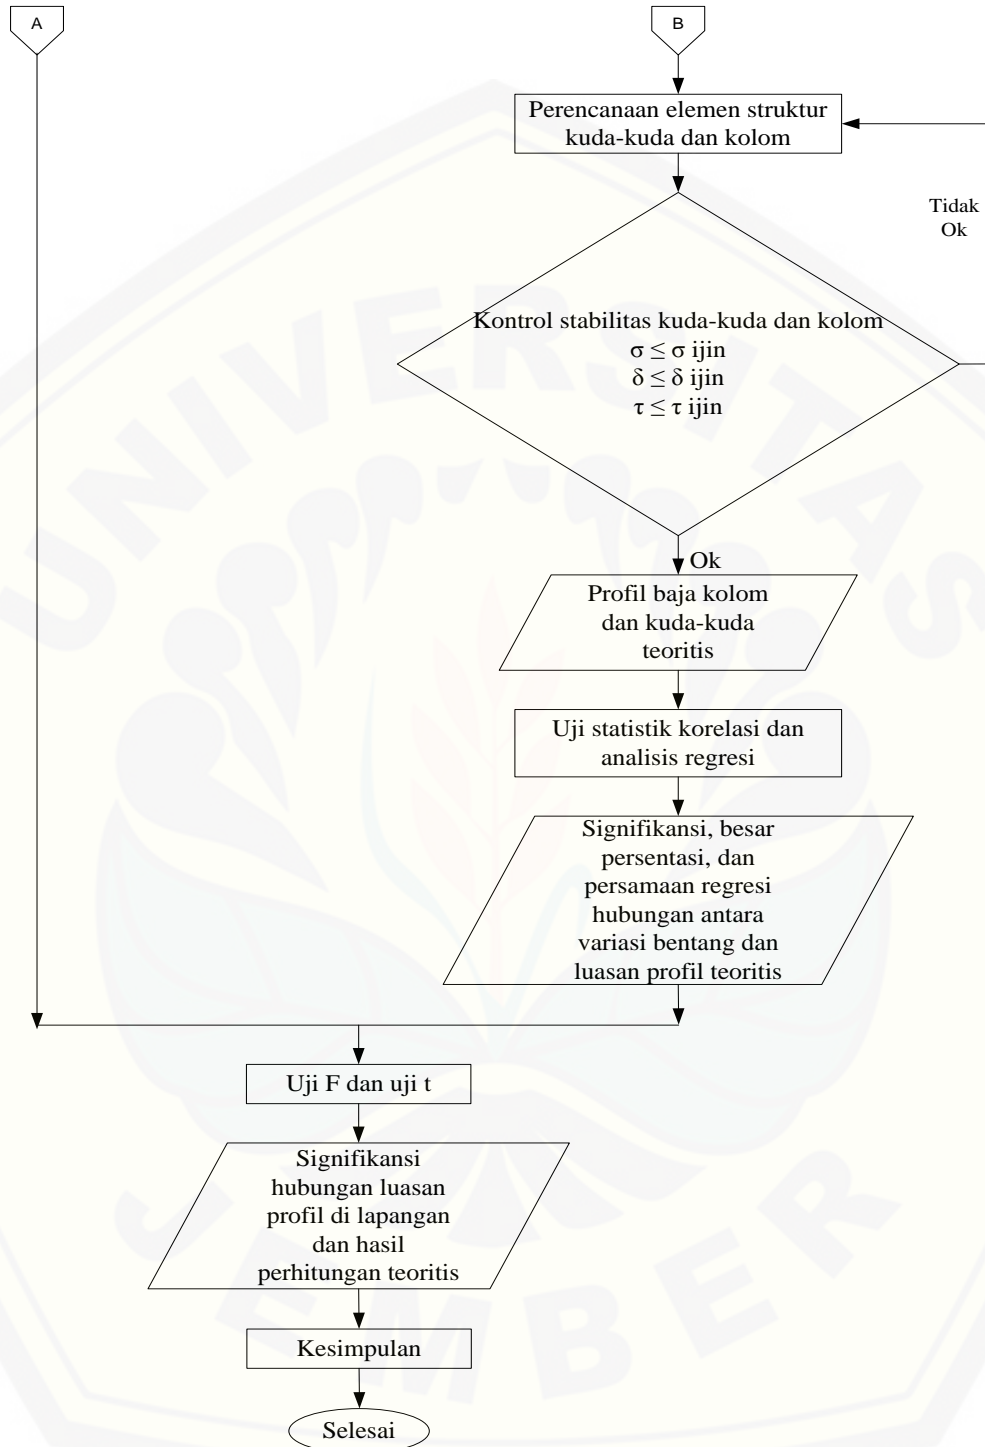 A
B
Perencanaan elemen struktur
kuda-kuda dan kolom
Tidak
Ok
Kontrol stabilitas kuda-kuda dan kolom
σ ≤ σ ijin
δ ≤ δ ijin
τ ≤ τ ijin
Ok
Profil baja kolom
dan kuda-kuda
teoritis
Uji statistik korelasi dan
analisis regresi
Signifikansi, besar
persentasi, dan
persamaan regresi
hubungan antara
variasi bentang dan
luasan profil teoritis
Uji F dan uji t
Signifikansi
hubungan luasan
profil di lapangan
dan hasil
perhitungan teoritis
Kesimpulan
Selesai
UNIVERSITAS
JEMBER